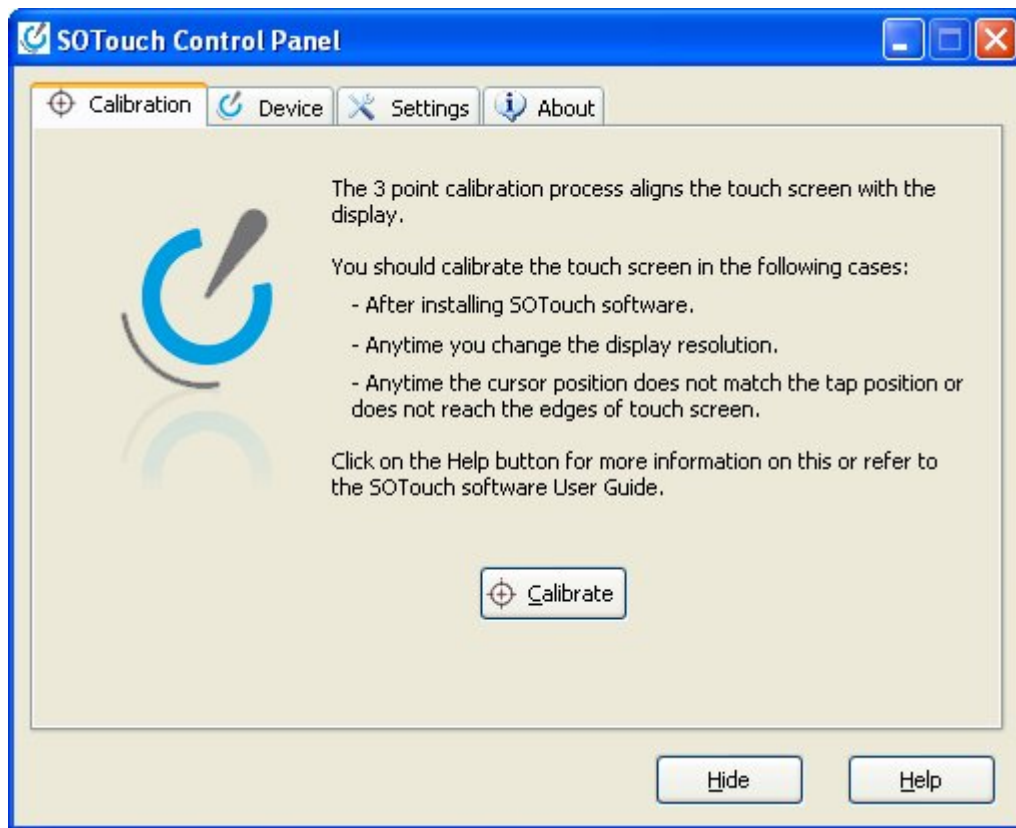 SOTouch Control Panel
Calibration Device Settings About
The 3 point calibration process aligns the touch screen with the
display.
You should calibrate the touch screen in the following cases:
- After installing SOTouch software.
- Anytime you change the display resolution.
- Anytime the cursor position does not match the tap position or
does not reach the edges of touch screen.
Click on the Help button for more information on this or refer to
the SOTouch software User Guide.
Calibrate
Hide Help